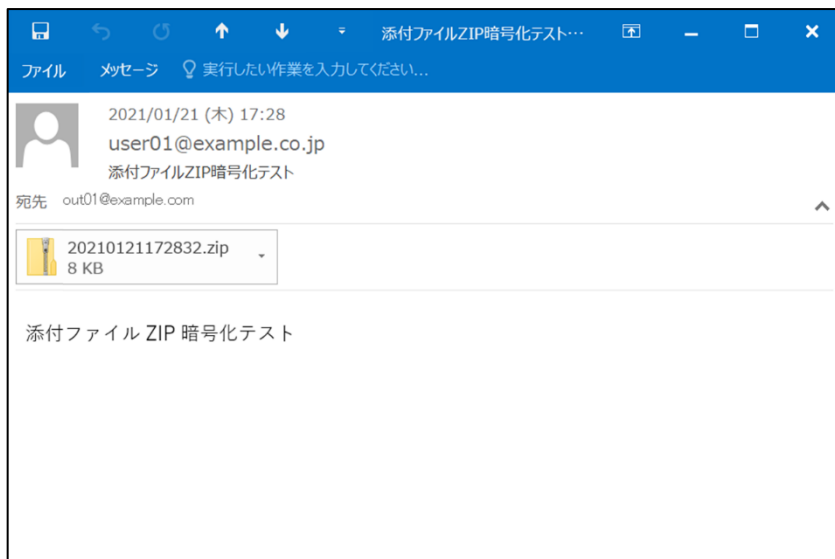 添付ファイルZIP暗号化テスト…
ファイル メッセージ 実行したい作業を入力してください...
2021/01/21 (木) 17:28
user01@example.co.jp
添付ファイルZIP暗号化テスト
宛先 out01@example.com
20210121172832.zip
8 KB
添付ファイル ZIP 暗号化テスト